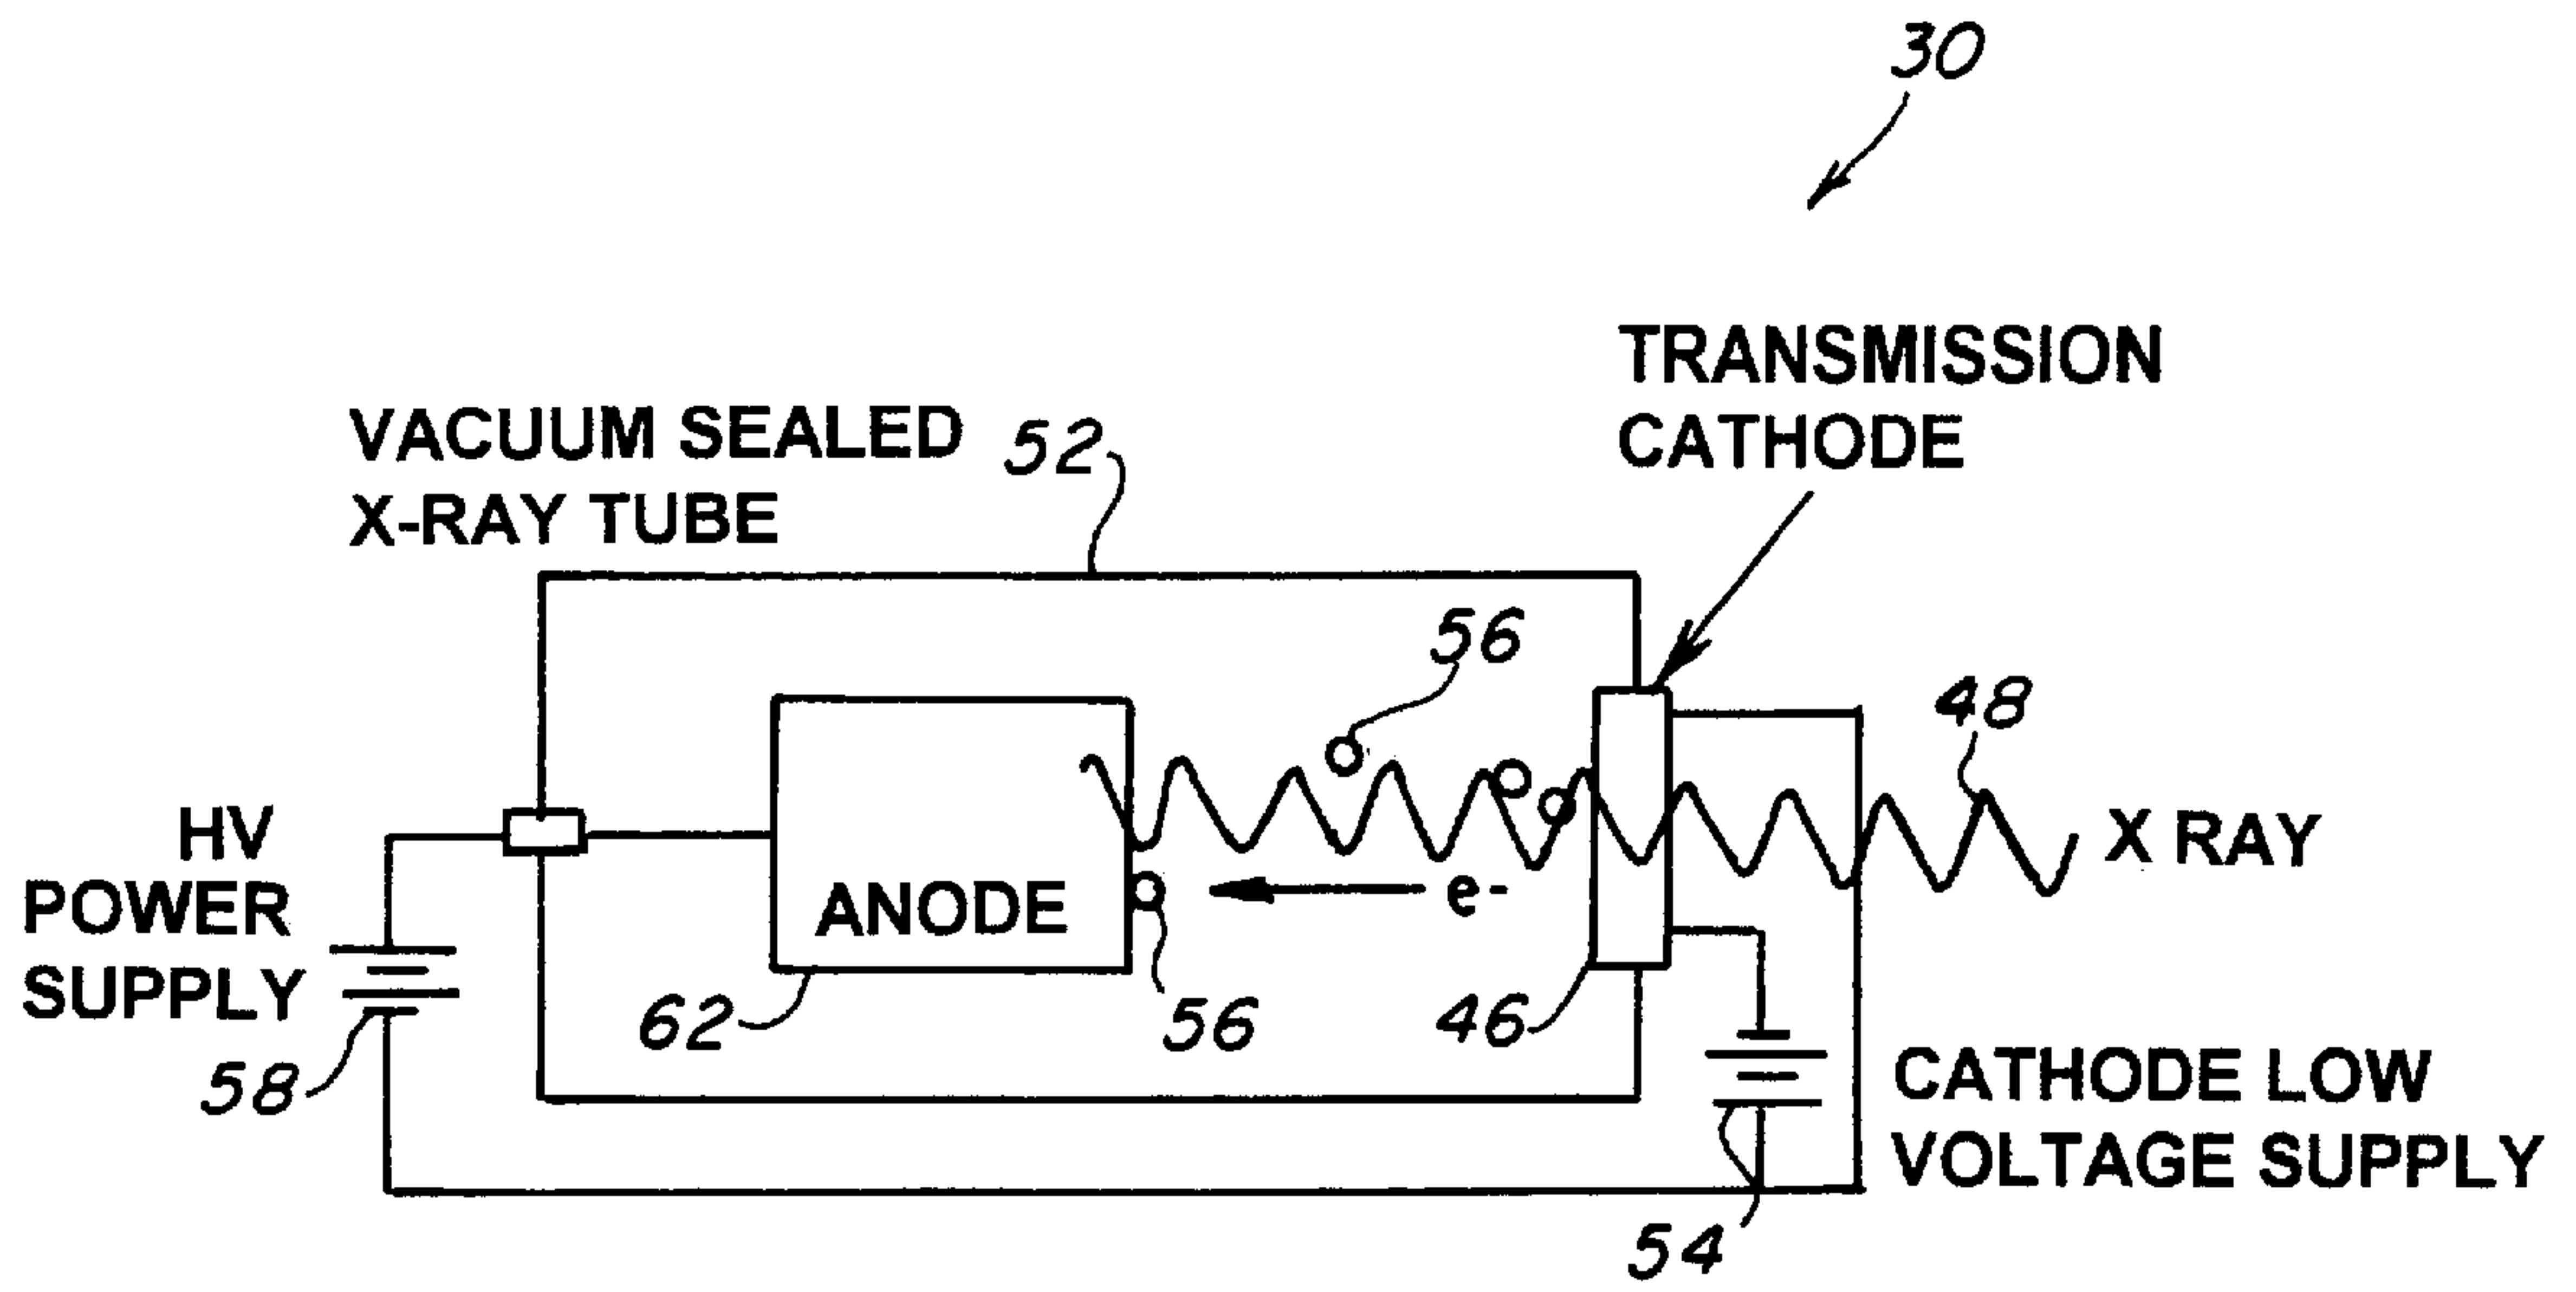 30
TRANSMISSION
CATHODE
VACUUM SEALED
X-RAY TUBE
52
56
48
HV
POWER
SUPPLY
58
ANODE
e-
X RAY
62
56
46
CATHODE LOW
VOLTAGE SUPPLY
54